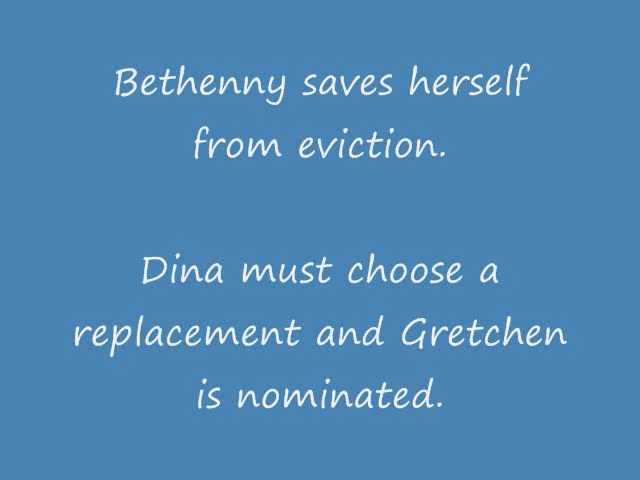 Bethenny saves herself
from eviction.
Dina must choose a
replacement and Gretchen
is nominated.